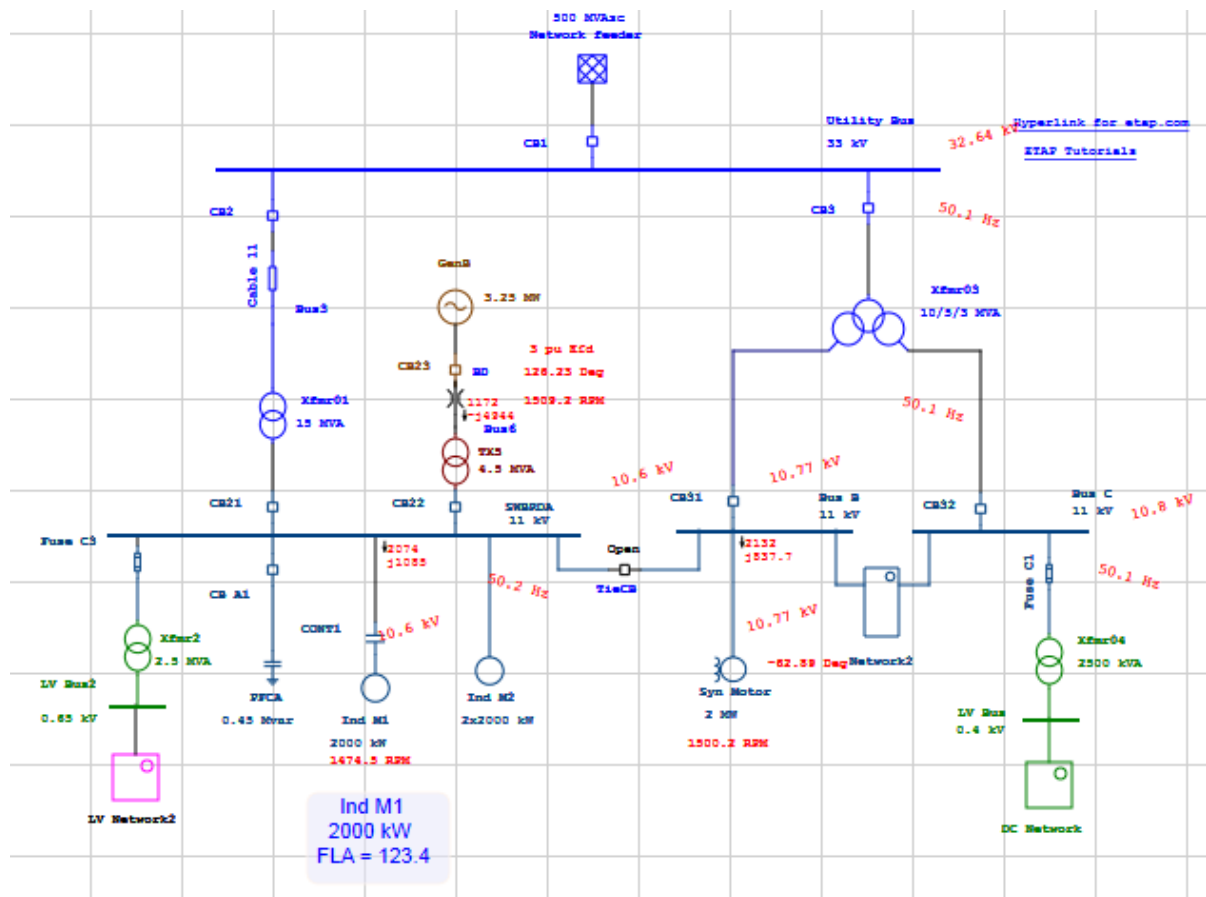 500 MVAsc
Network feeder
CB1
Utility Bus
33 kV
32.64 kV
Hyperlink for etap.com
ETAP Tutorials
CB2
CB3
50.1 Hz
Cable 11
GenB
3.25 MW
Bus3
Xfmr03
10/5/5 MVA
CB23
BD
3 pu Efd
126.23 Deg
1509.2 RPM
1172
-j4944
Bus6
Xfmr01
15 MVA
TX5
4.5 MVA
50.1 Hz
10.6 kV
10.77 kV
CB21
CB22
SWBRDA
11 kV
CB31
Bus B
11 kV
CB32
Bus C
11 kV
10.8 kV
Fuse C3
2074
j1085
Open
TieCB
2132
j537.7
50.2 Hz
50.1 Hz
Fuse C1
CB A1
CONT1
10.6 kV
10.77 kV
Xfmr2
2.5 MVA
Xfmr04
2500 kVA
-62.89 Deg
Network2
LV Bus2
0.65 kV
PFCA
0.45 Mvar
Ind M1
2000 kW
1474.5 RPM
Ind M2
2x2000 kW
Syn Motor
2 MW
1500.2 RPM
LV Bus
0.4 kV
LV Network2
DC Network
Ind M1
2000 kW
FLA = 123.4